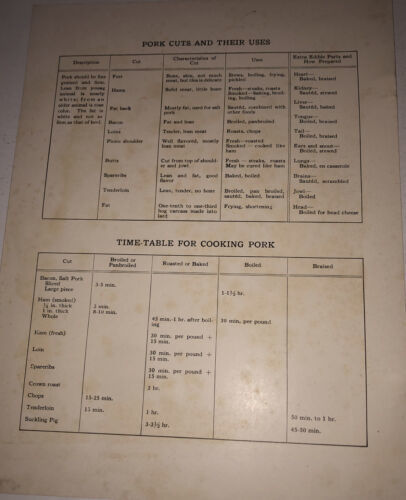 PORK CUTS AND THEIR USES
Description Cut Characteristics of Cut Uses Extra Edible Parts and How Prepared
Pork should be fine grained and firm. Lean from young animal is nearly white; from an older animal is rose color. The fat is white and not so firm as that of beef.
Feet Bone, skin, not much meat, but this is delicate Stews, boiling, frying, pickling
Hams Solid meat, little bone Fresh—steaks, roasts Smoked—baking, broiling, boiling
Fat back Mostly fat, used for salt pork Sautéd, combined with other foods
Bacon Fat and lean Broiled, panbroiled
Loins Tender, lean meat Roasts, chops
Picnic shoulder Well flavored, mostly lean meat Fresh—roasted Smoked—cooked like ham
Butts Cut from top of shoulder and jowl. Fresh—steaks, roasts May be cured like ham
Spareribs Lean and fat, good flavor Baked, boiled
Tenderloin Lean, tender, no bone Broiled, pan broiled, sautéd, baked, braised
Fat One-tenth to one-third hog carcass made into lard Frying, shortening
Heart—
Baked, braised
Kidney—
Sautéd, stewed
Liver—
Sautéd, baked
Tongue—
Boiled, braised
Tail—
Boiled, braised
Ears and snout—
Boiled, stewed
Lungs—
Baked, en casserole
Brains—
Sautéd, scrambled
Jowl—
Boiled
Head—
Boiled for head cheese
TIME-TABLE FOR COOKING PORK
Cut Broiled or Panbroiled Roasted or Baked Boiled Braised
Bacon, Salt Pork
Sliced 3-5 min.
Large piece 1-1½ hr.
Ham (smoked)
¼ in. thick 5 min.
1 in. thick 8-10 min.
Whole 45 min.-1 hr. after boiling 30 min. per pound
Ham (fresh) 30 min. per pound + 15 min.
Loin 30 min. per pound + 15 min.
Spareribs 30 min. per pound + 15 min.
Crown roast 2 hr.
Chops 15-25 min.
Tenderloin 15 min. 1 hr. 50 min. to 1 hr.
Suckling Pig 3-3½ hr. 45-50 min.